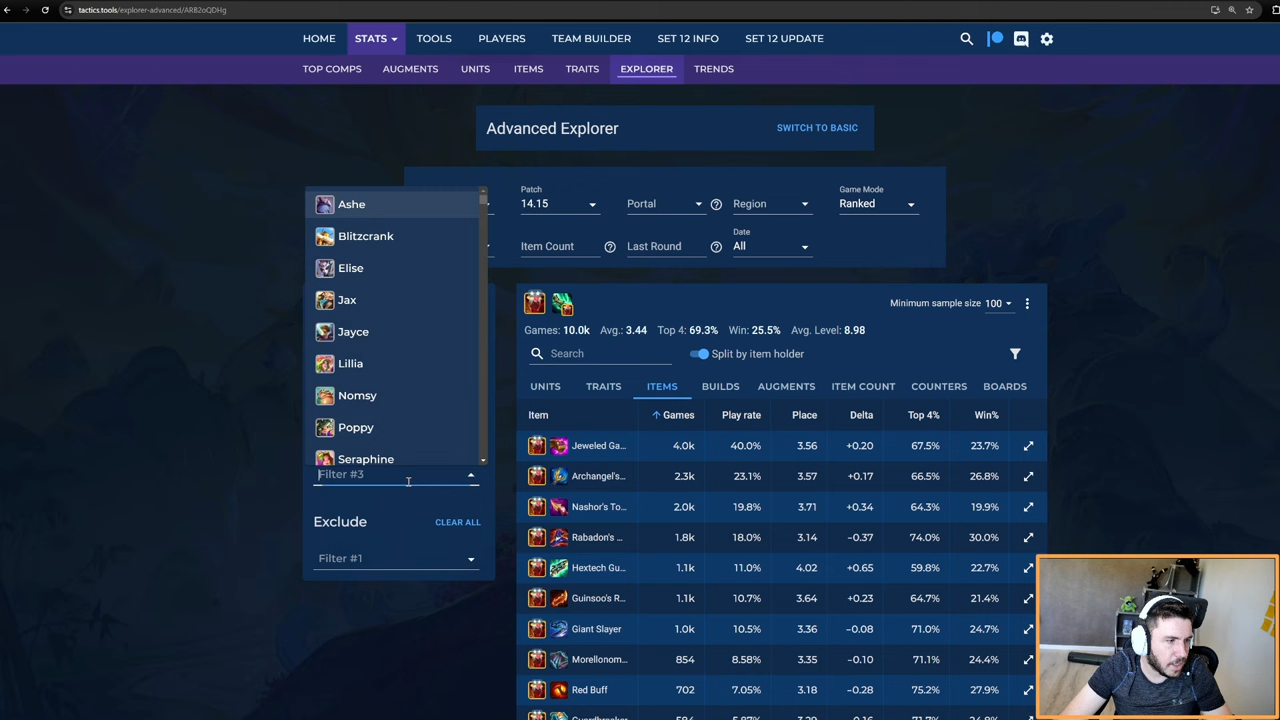 tactics.tools/explorer-advanced/ARB2oQDHg
HOME STATS TOOLS PLAYERS TEAM BUILDER SET 12 INFO SET 12 UPDATE
TOP COMPS AUGMENTS UNITS ITEMS TRAITS EXPLORER TRENDS
Advanced Explorer SWITCH TO BASIC
Patch Game Mode
14.15 Portal Region Ranked
Date
Item Count Last Round All
Ashe
Blitzcrank
Elise
Jax
Jayce
Lillia
Nomsy
Poppy
Seraphine
Filter #3
Exclude CLEAR ALL
Filter #1
Minimum sample size 100
Games: 10.0k Avg.: 3.44 Top 4: 69.3% Win: 25.5% Avg. Level: 8.98
Search Split by item holder
UNITS TRAITS ITEMS BUILDS AUGMENTS ITEM COUNT COUNTERS BOARDS
Item Games Play rate Place Delta Top 4% Win%
Jeweled Ga... 4.0k 40.0% 3.56 +0.20 67.5% 23.7%
Archangel's... 2.3k 23.1% 3.54 +0.17 66.5% 26.8%
Nashor's To... 2.0k 19.8% 3.71 +0.34 64.3% 19.9%
Rabadon's ... 1.8k 18.0% 3.14 -0.37 74.0% 30.0%
Hextech Gu... 1.1k 11.0% 4.02 +0.65 59.8% 22.7%
Guinsoo's R... 1.1k 10.7% 3.64 +0.23 64.7% 21.4%
Giant Slayer 1.0k 10.5% 3.36 -0.08 71.0% 24.7%
Morellonom... 854 8.58% 3.35 -0.10 71.1% 24.4%
Red Buff 702 7.05% 3.18 -0.28 75.2% 27.9%